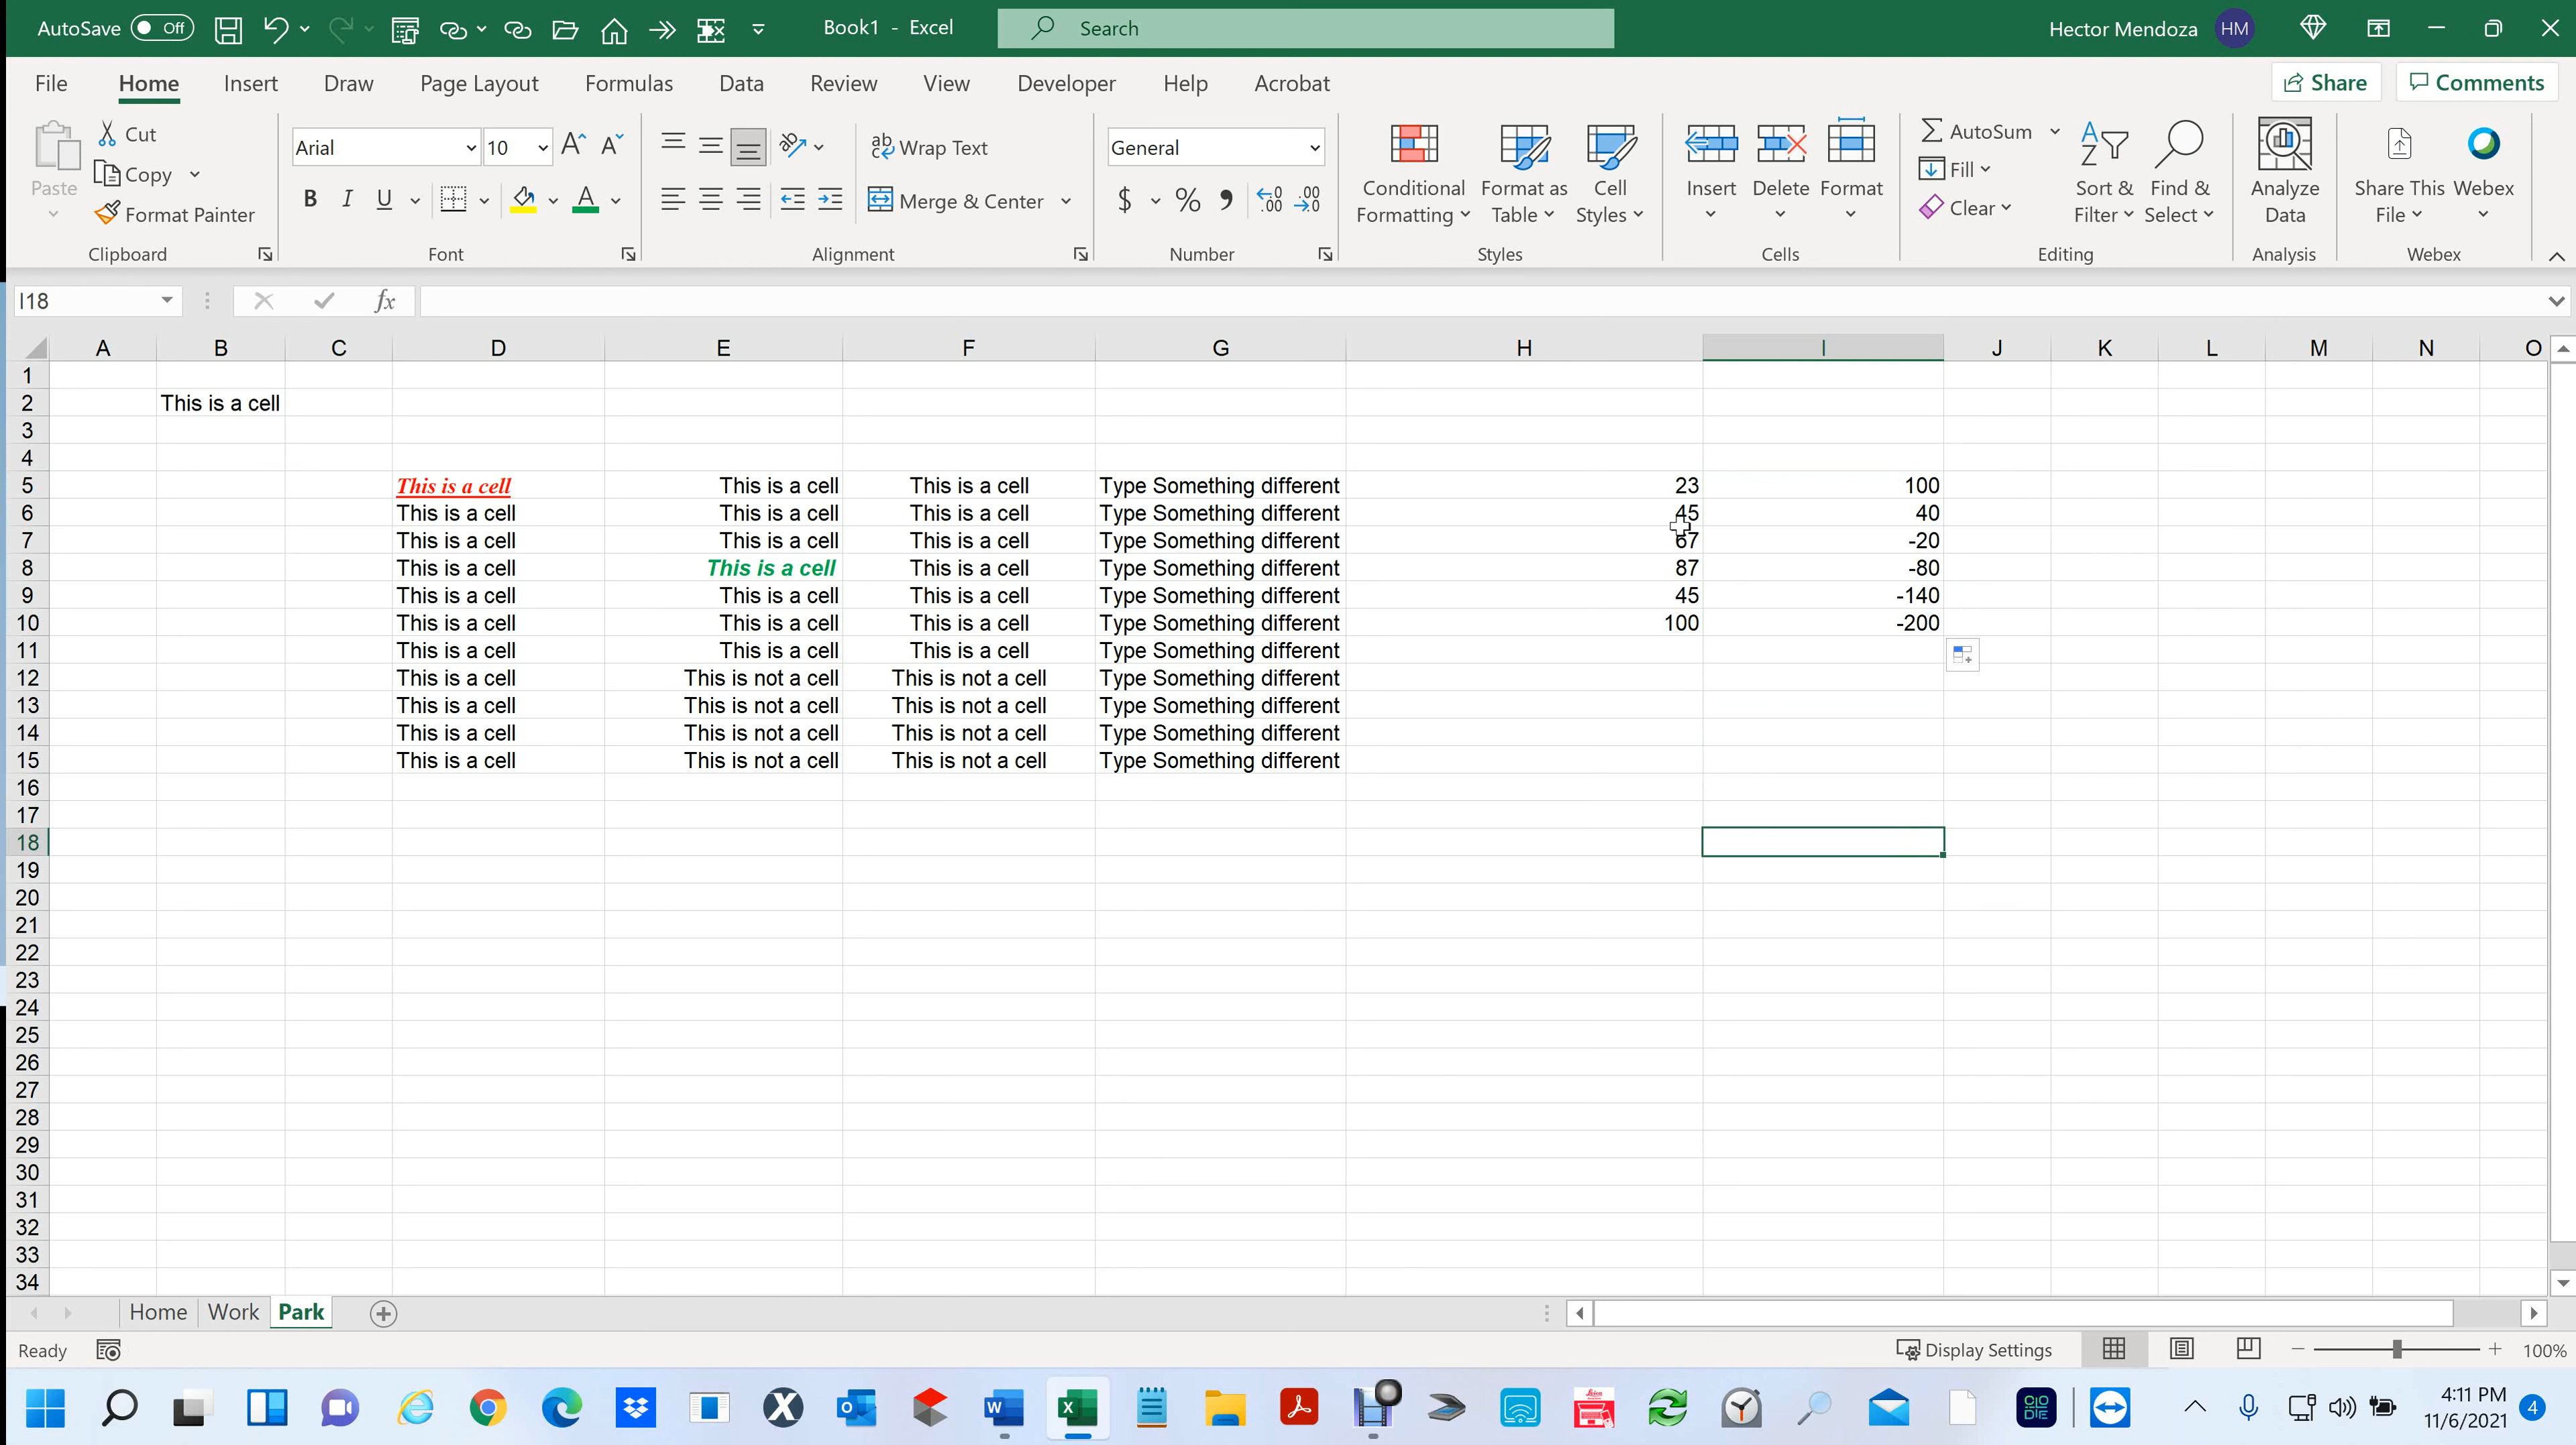 AutoSave Off Book1 - Excel Search Hector Mendoza HM
File Home Insert Draw Page Layout Formulas Data Review View Developer Help Acrobat Share Comments
Paste Cut Copy Format Painter Clipboard
Arial 10 B I U A Font
ab Wrap Text Merge & Center Alignment
General $ % , .00 .0 Number
Conditional Formatting Format as Table Cell Styles Styles
Insert Delete Format Cells
AutoSum Fill Clear Sort & Filter Find & Select Editing
Analyze Data Analysis
Share This File Webex Webex
I18 fx
A B C D E F G H I J K L M N O
1
2 This is a cell
3
4
5 This is a cell This is a cell This is a cell Type Something different 23 100
6 This is a cell This is a cell This is a cell Type Something different 45 40
7 This is a cell This is a cell This is a cell Type Something different 67 -20
8 This is a cell This is a cell This is a cell Type Something different 87 -80
9 This is a cell This is a cell This is a cell Type Something different 45 -140
10 This is a cell This is a cell This is a cell Type Something different 100 -200
11 This is a cell This is a cell This is a cell Type Something different
12 This is a cell This is not a cell This is not a cell Type Something different
13 This is a cell This is not a cell This is not a cell Type Something different
14 This is a cell This is not a cell This is not a cell Type Something different
15 This is a cell This is not a cell This is not a cell Type Something different
16
17
18
19
20
21
22
23
24
25
26
27
28
29
30
31
32
33
34
Home Work Park
Ready Display Settings 100%
4:11 PM
11/6/2021 4